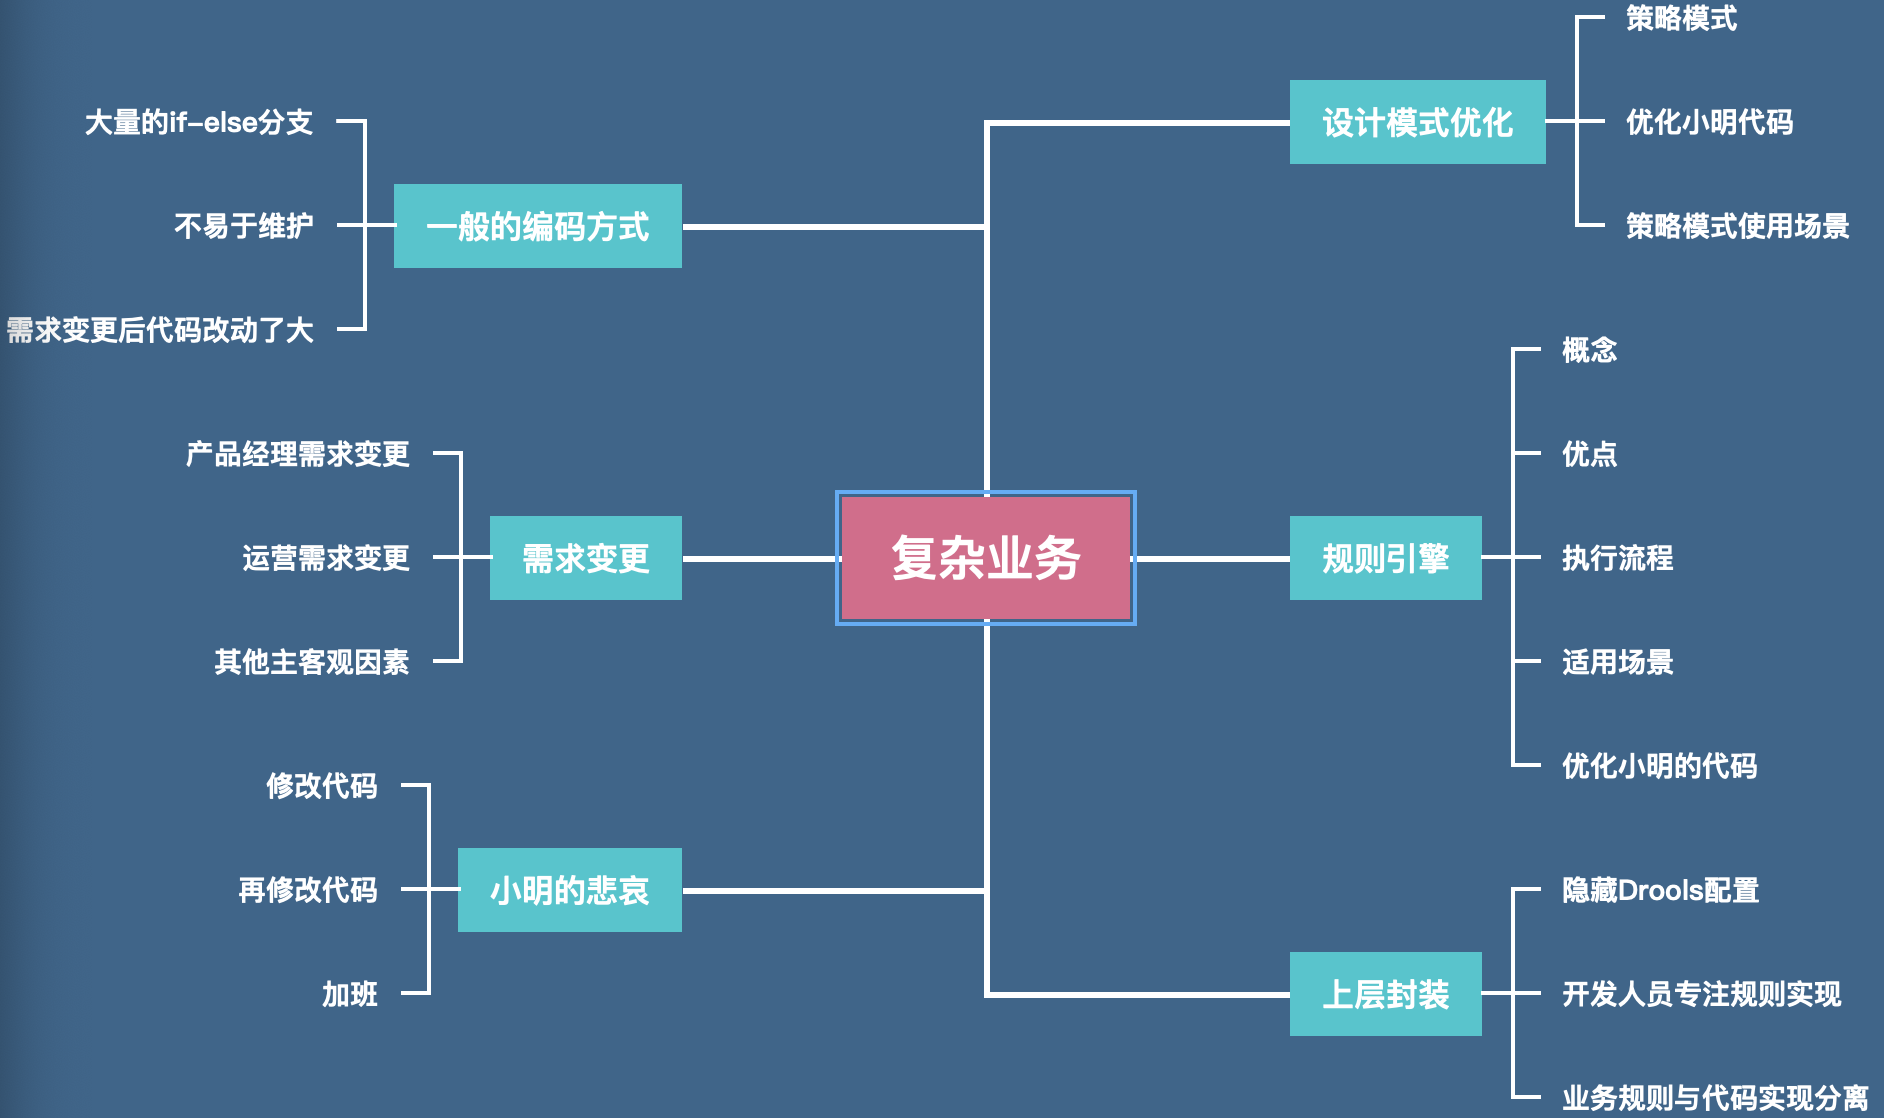 复杂业务
一般的编码方式
大量的if-else分支
不易于维护
需求变更后代码改动了大
需求变更
产品经理需求变更
运营需求变更
其他主客观因素
小明的悲哀
修改代码
再修改代码
加班
设计模式优化
策略模式
优化小明代码
策略模式使用场景
规则引擎
概念
优点
执行流程
适用场景
优化小明的代码
上层封装
隐藏Drools配置
开发人员专注规则实现
业务规则与代码实现分离